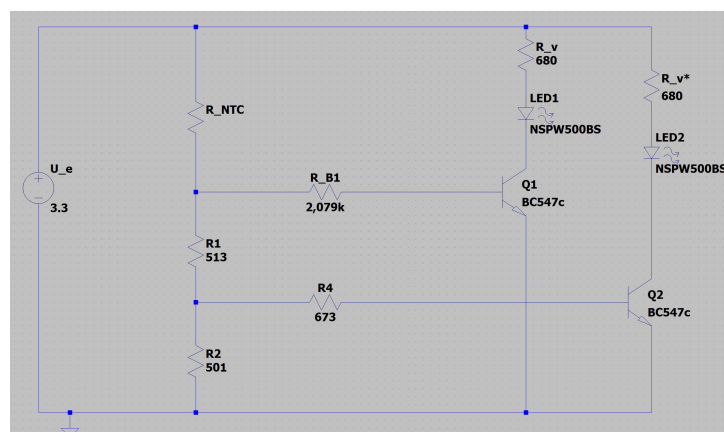 U_e
3.3
R_NTC
R1
513
R2
501
R_B1
2,079k
R4
673
R_v
680
LED1
NSPW500BS
Q1
BC547c
R_v*
680
LED2
NSPW500BS
Q2
BC547c